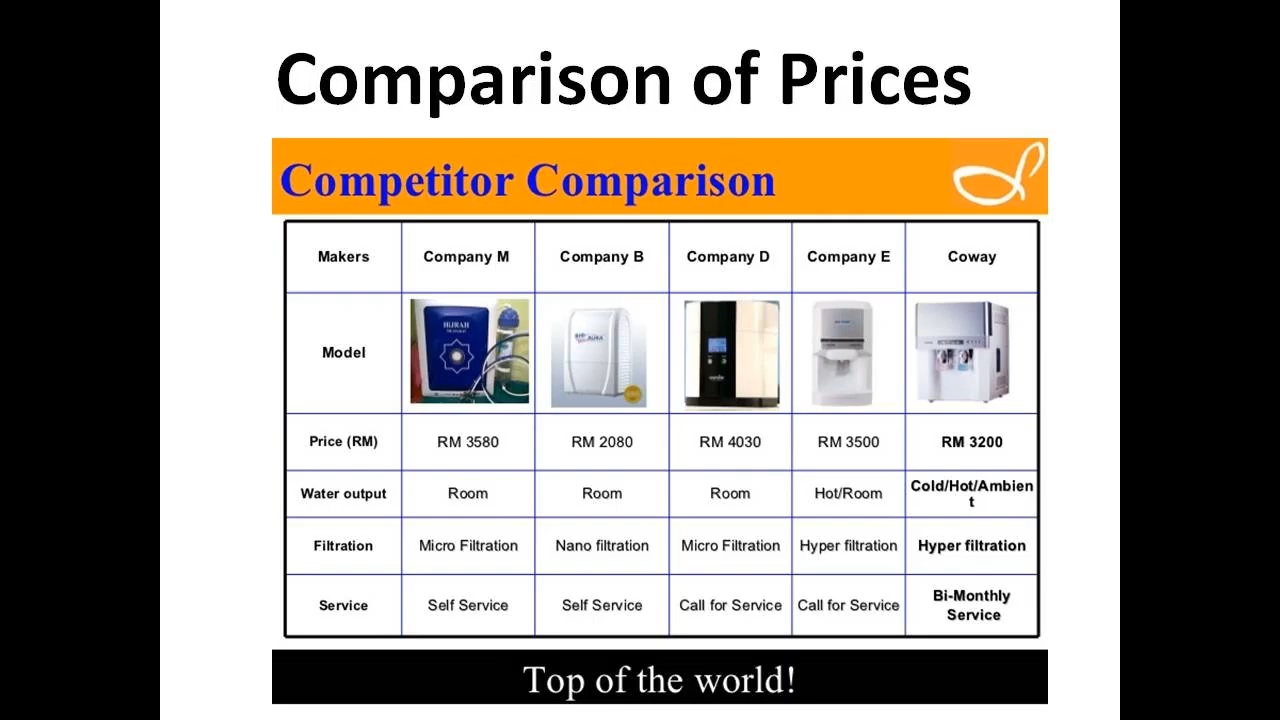 Comparison of Prices
Competitor Comparison
Makers Company M Company B Company D Company E Coway
Model
HIJRAH
Price (RM) RM 3580 RM 2080 RM 4030 RM 3500 RM 3200
Water output Room Room Room Hot/Room Cold/Hot/Ambien
t
Filtration Micro Filtration Nano filtration Micro Filtration Hyper filtration Hyper filtration
Service Self Service Self Service Call for Service Call for Service Bi-Monthly
Service
Top of the world!